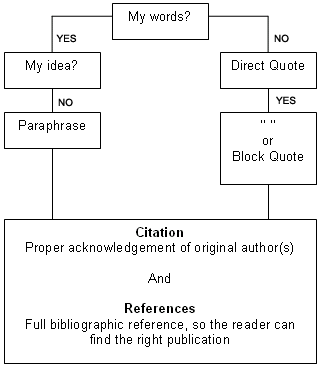 My words?
YES
NO
My idea?
Direct Quote
NO
YES
Paraphrase
" "
or
Block Quote
Citation
Proper acknowledgement of original author(s)
And
References
Full bibliographic reference, so the reader can
find the right publication